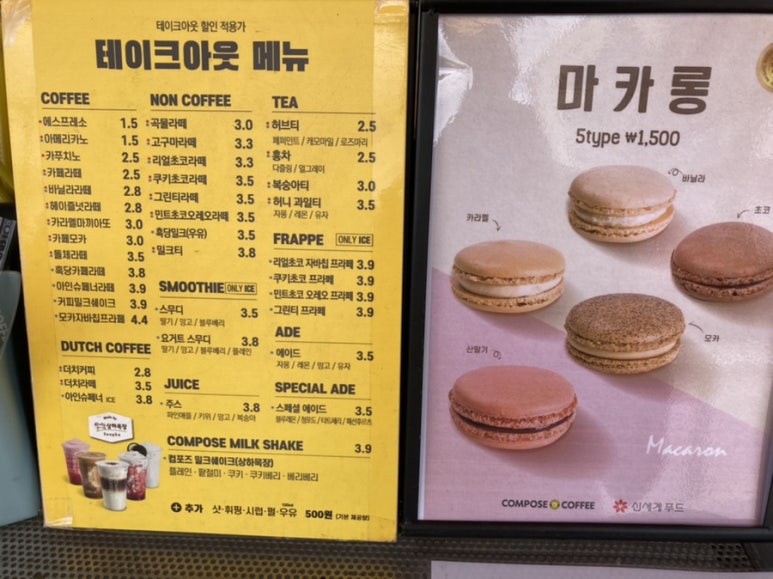 테이크아웃 할인 적용가
테이크아웃 메뉴
COFFEE
에스프레소 1.5
아메리카노 1.5
카푸치노 2.5
카페라떼 2.5
바닐라라떼 2.8
헤이즐넛라떼 2.8
카라멜마끼아또 3.0
카페모카 3.0
돌체라떼 3.5
흑당카페라떼 3.8
아인슈페너라떼 3.9
커피밀크쉐이크 3.9
모카자바칩프라페 4.4
DUTCH COFFEE
더치커피 2.8
더치라떼 3.5
아인슈페너 ICE 3.8
상하목장
NON COFFEE
곡물라떼 3.0
고구마라떼 3.3
리얼초코라떼 3.3
쿠키초코라떼 3.5
그린티라떼 3.5
민트초코오레오라떼 3.5
흑당밀크(우유) 3.5
밀크티 3.8
SMOOTHIE ONLY ICE
스무디 3.5
딸기 / 망고 / 블루베리
요거트 스무디 3.8
딸기 / 망고 / 블루베리 / 플레인
JUICE
주스 3.8
파인애플 / 키위 / 망고 / 복숭아
TEA
허브티 2.5
페퍼민트 / 캐모마일 / 로즈마리
홍차 2.5
다즐링 / 얼그레이
복숭아티 3.0
허니 과일티 3.5
자몽 / 레몬 / 유자
FRAPPE ONLY ICE
리얼초코 자바칩 프라페 3.9
쿠키초코 프라페 3.9
민트초코 오레오 프라페 3.9
그린티 프라페 3.9
ADE
에이드 3.5
자몽 / 레몬 / 망고 / 유자
SPECIAL ADE
스페셜 에이드 3.5
COMPOSE MILK SHAKE 3.9
컴포즈 밀크쉐이크(상하목장)
플레인 · 팥절미 · 쿠키 · 쿠키베리 · 베리베리
추가 샷·휘핑·시럽·펄·우유 500원 (기본 제공량)
마카롱
5type ₩1,500
바닐라
카라멜
초코
모카
산딸기
Macaron
COMPOSE COFFEE
신세계 푸드